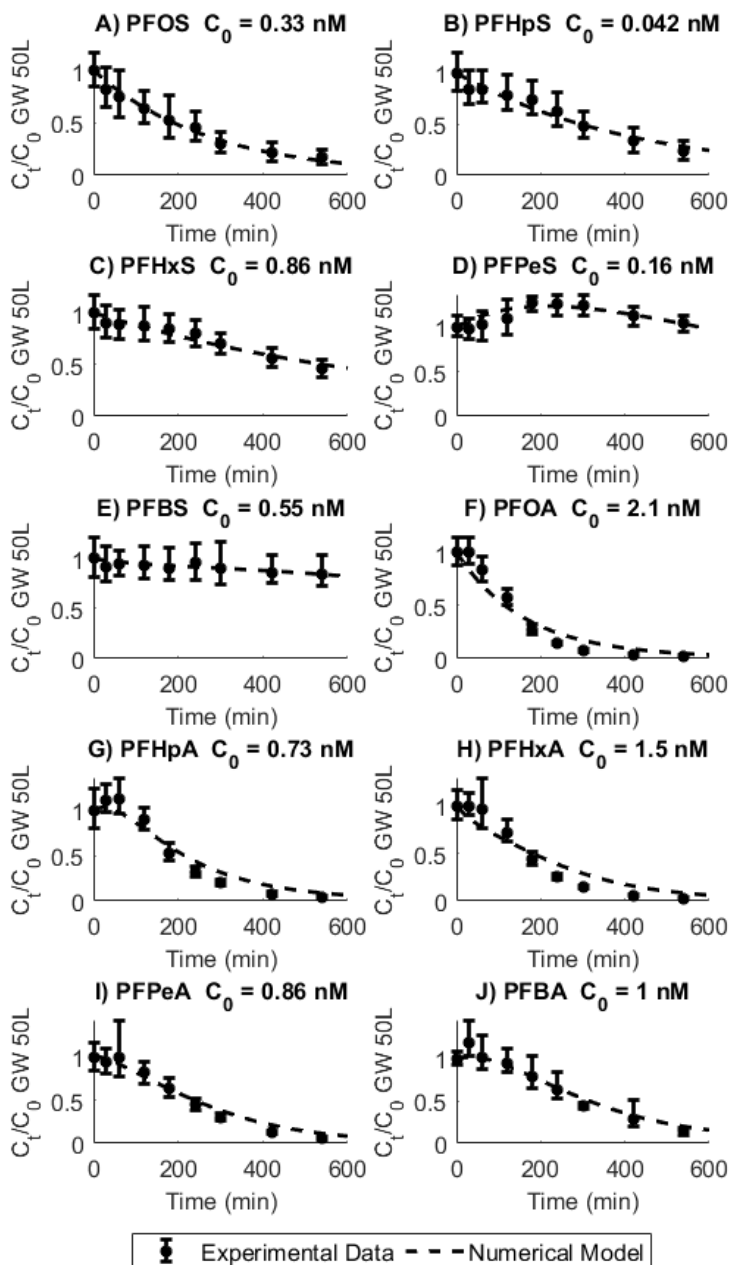 A) PFOS C0 = 0.33 nM
B) PFHpS C0 = 0.042 nM
Ct/C0 GW 50L
1
0.5
0
0 200 400 600
Time (min)
Ct/C0 GW 50L
1
0.5
0
0 200 400 600
Time (min)
C) PFHxS C0 = 0.86 nM
D) PFPeS C0 = 0.16 nM
Ct/C0 GW 50L
1
0.5
0
0 200 400 600
Time (min)
Ct/C0 GW 50L
1
0.5
0
0 200 400 600
Time (min)
E) PFBS C0 = 0.55 nM
F) PFOA C0 = 2.1 nM
Ct/C0 GW 50L
1
0.5
0
0 200 400 600
Time (min)
Ct/C0 GW 50L
1
0.5
0
0 200 400 600
Time (min)
G) PFHpA C0 = 0.73 nM
H) PFHxA C0 = 1.5 nM
Ct/C0 GW 50L
1
0.5
0
0 200 400 600
Time (min)
Ct/C0 GW 50L
1
0.5
0
0 200 400 600
Time (min)
I) PFPeA C0 = 0.86 nM
J) PFBA C0 = 1 nM
Ct/C0 GW 50L
1
0.5
0
0 200 400 600
Time (min)
Ct/C0 GW 50L
1
0.5
0
0 200 400 600
Time (min)
Experimental Data
Numerical Model